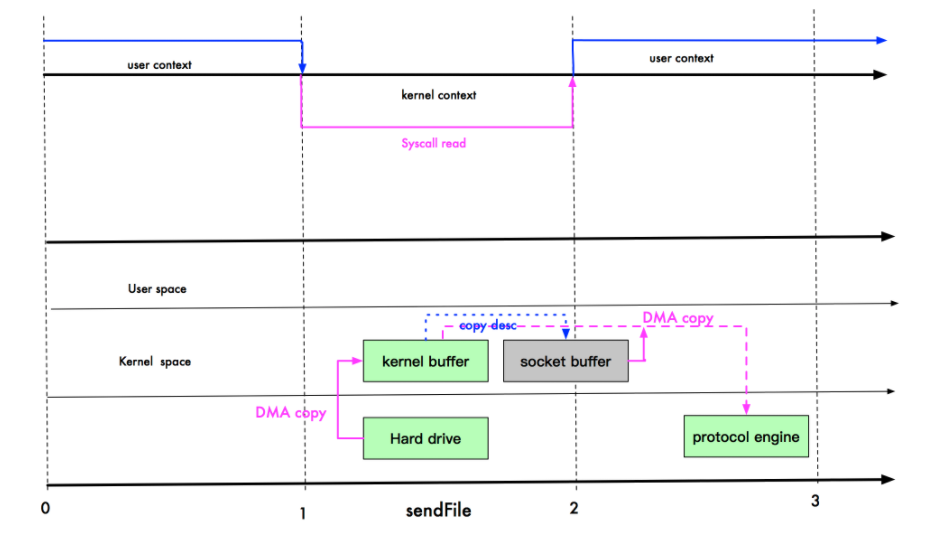 user context
user context
kernel context
Syscall read
User space
copy desc
DMA copy
Kernel space
kernel buffer
socket buffer
DMA copy
Hard drive
protocol engine
0
1
sendFile
2
3